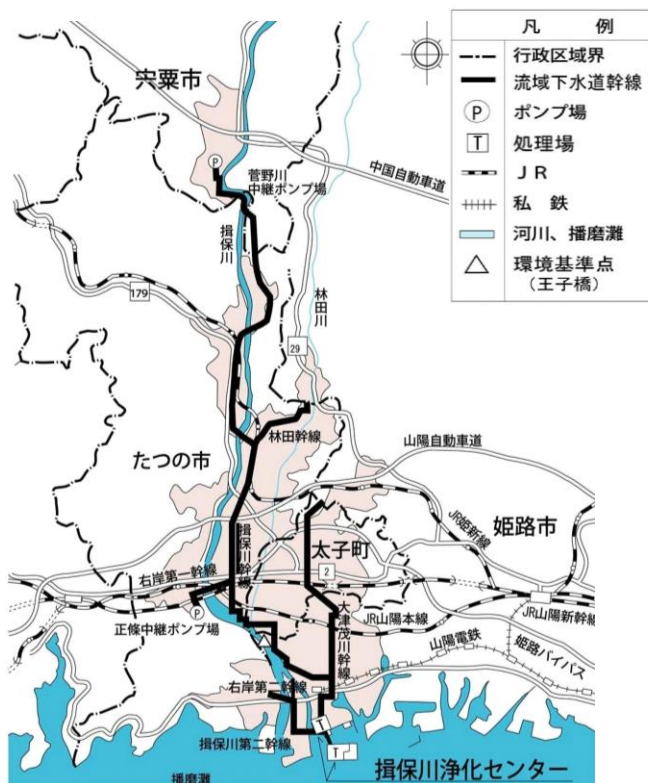 凡 例
行政区域界
流域下水道幹線
P
ポンプ場
T
処理場
JR
私 鉄
河川、播磨灘
環境基準点
(王子橋)
宍粟市
P
菅野川
中継ポンプ場
中国自動車道
揖保川
179
林田川
29
林田幹線
たつの市
山陽自動車道
揖保川幹線
JR姫新線
姫路市
太子町
右岸第一幹線
2
P
正條中継ポンプ場
大津茂川幹線
JR山陽本線
JR山陽新幹線
山陽電鉄
姫路バイパス
右岸第二幹線
揖保川第二幹線
T
T
揖保川浄化センター
播磨灘